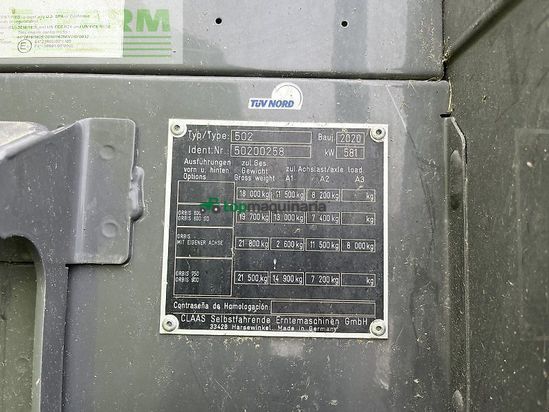 FARM
TÜV NORD
Typ/Type: 502 Bauj. 2020
Ident.Nr. 50200258 kW 581
Ausführungen zul.Ges. zul.Achslast/axle load
vorn u. hinten Gewicht
Options Gross weight A1 A2 A3
18 000 kg 11 500 kg 8 200 kg kg
topmaquinaria
ORBIS 600 SD 19 700 kg 13 000 kg 7 400 kg kg
ORBIS
MIT EIGENER ACHSE 21 800 kg 2 600 kg 11 500 kg 8 000 kg
ORBIS 750
ORBIS 900 21 500 kg 14 900 kg 7 200 kg kg
Contraseña de Homologación:
CLAAS Selbstfahrende Erntemaschinen GmbH
33428 Harsewinkel, Made in Germany